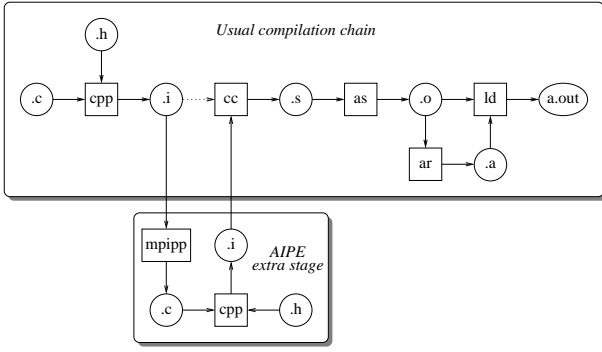 .h
Usual compilation chain
.c cpp .i cc .s as .o ld a.out
ar .a
mpipp .i AIPE
extra stage
.c cpp .h